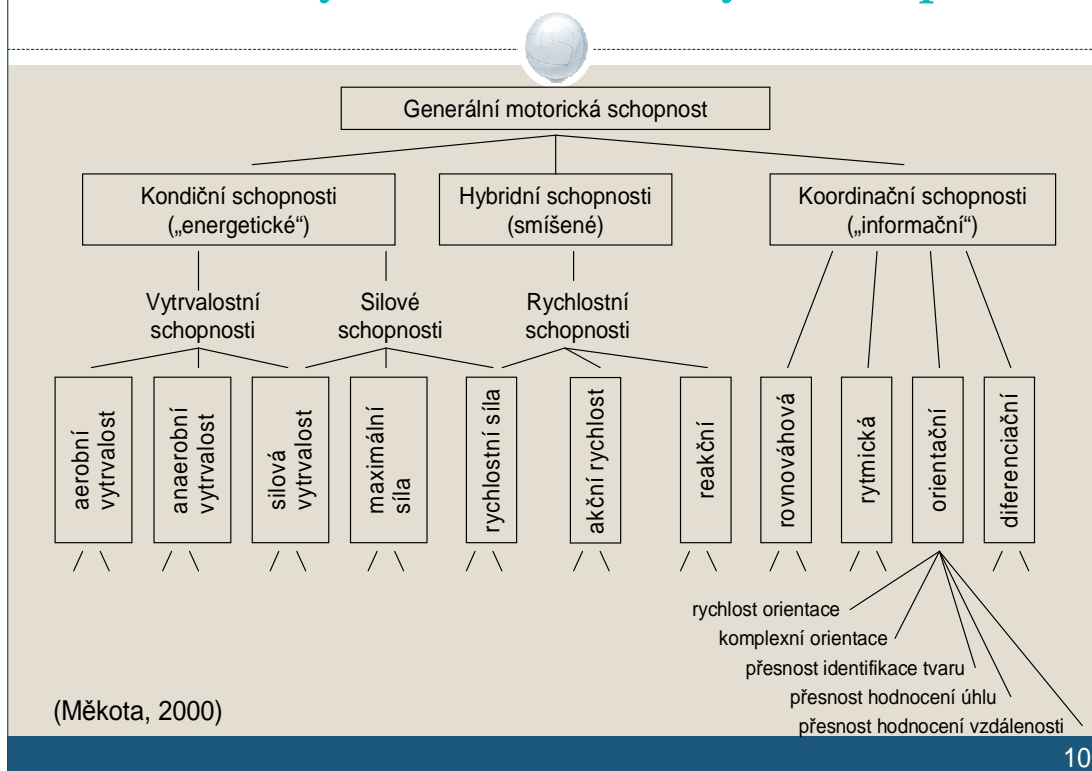 Generální motorická schopnost
Kondiční schopnosti
(„energetické“)
Hybridní schopnosti
(smíšené)
Koordinační schopnosti
(„informační“)
Vytrvalostní
schopnosti
Silové
schopnosti
Rychlostní
schopnosti
aerobní
vytrvalost
anaerobní
vytrvalost
silová
vytrvalost
maximální
síla
rychlostní síla
akční rychlost
reakční
rovnováhová
rytmická
orientační
diferenciační
rychlost orientace
komplexní orientace
přesnost identifikace tvaru
přesnost hodnocení úhlu
přesnost hodnocení vzdálenosti
(Měkota, 2000)
10